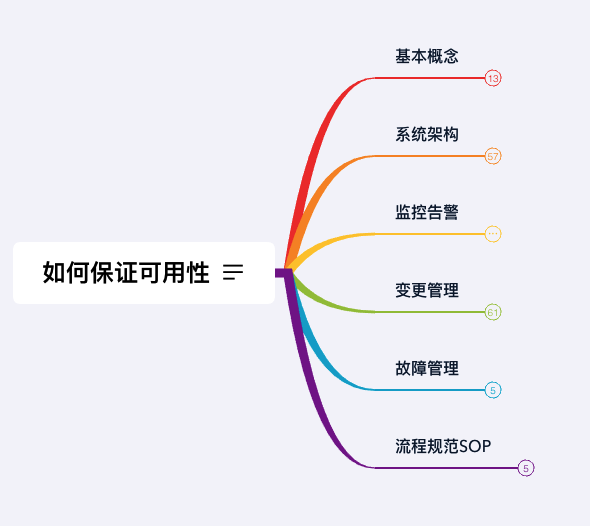 基本概念
13
系统架构
57
监控告警
...
如何保证可用性
变更管理
61
故障管理
5
流程规范SOP
5